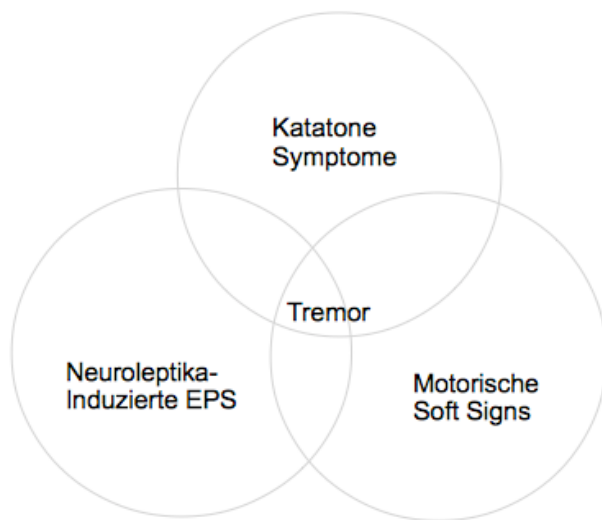 Katatone
Symptome
Tremor
Neuroleptika-
Induzierte EPS
Motorische
Soft Signs